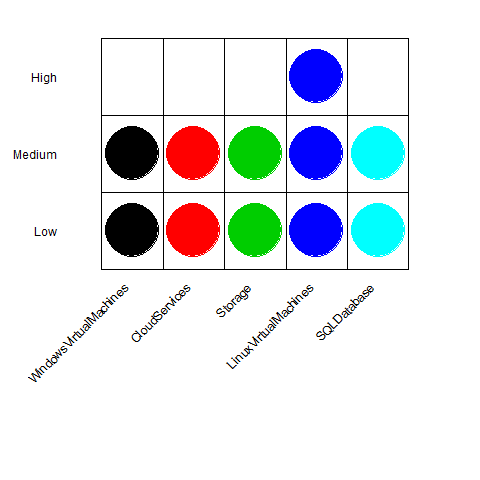 High
Medium
Low
WindowsVirtualMachines
CloudServices
Storage
LinuxVirtualMachines
SQLDatabase